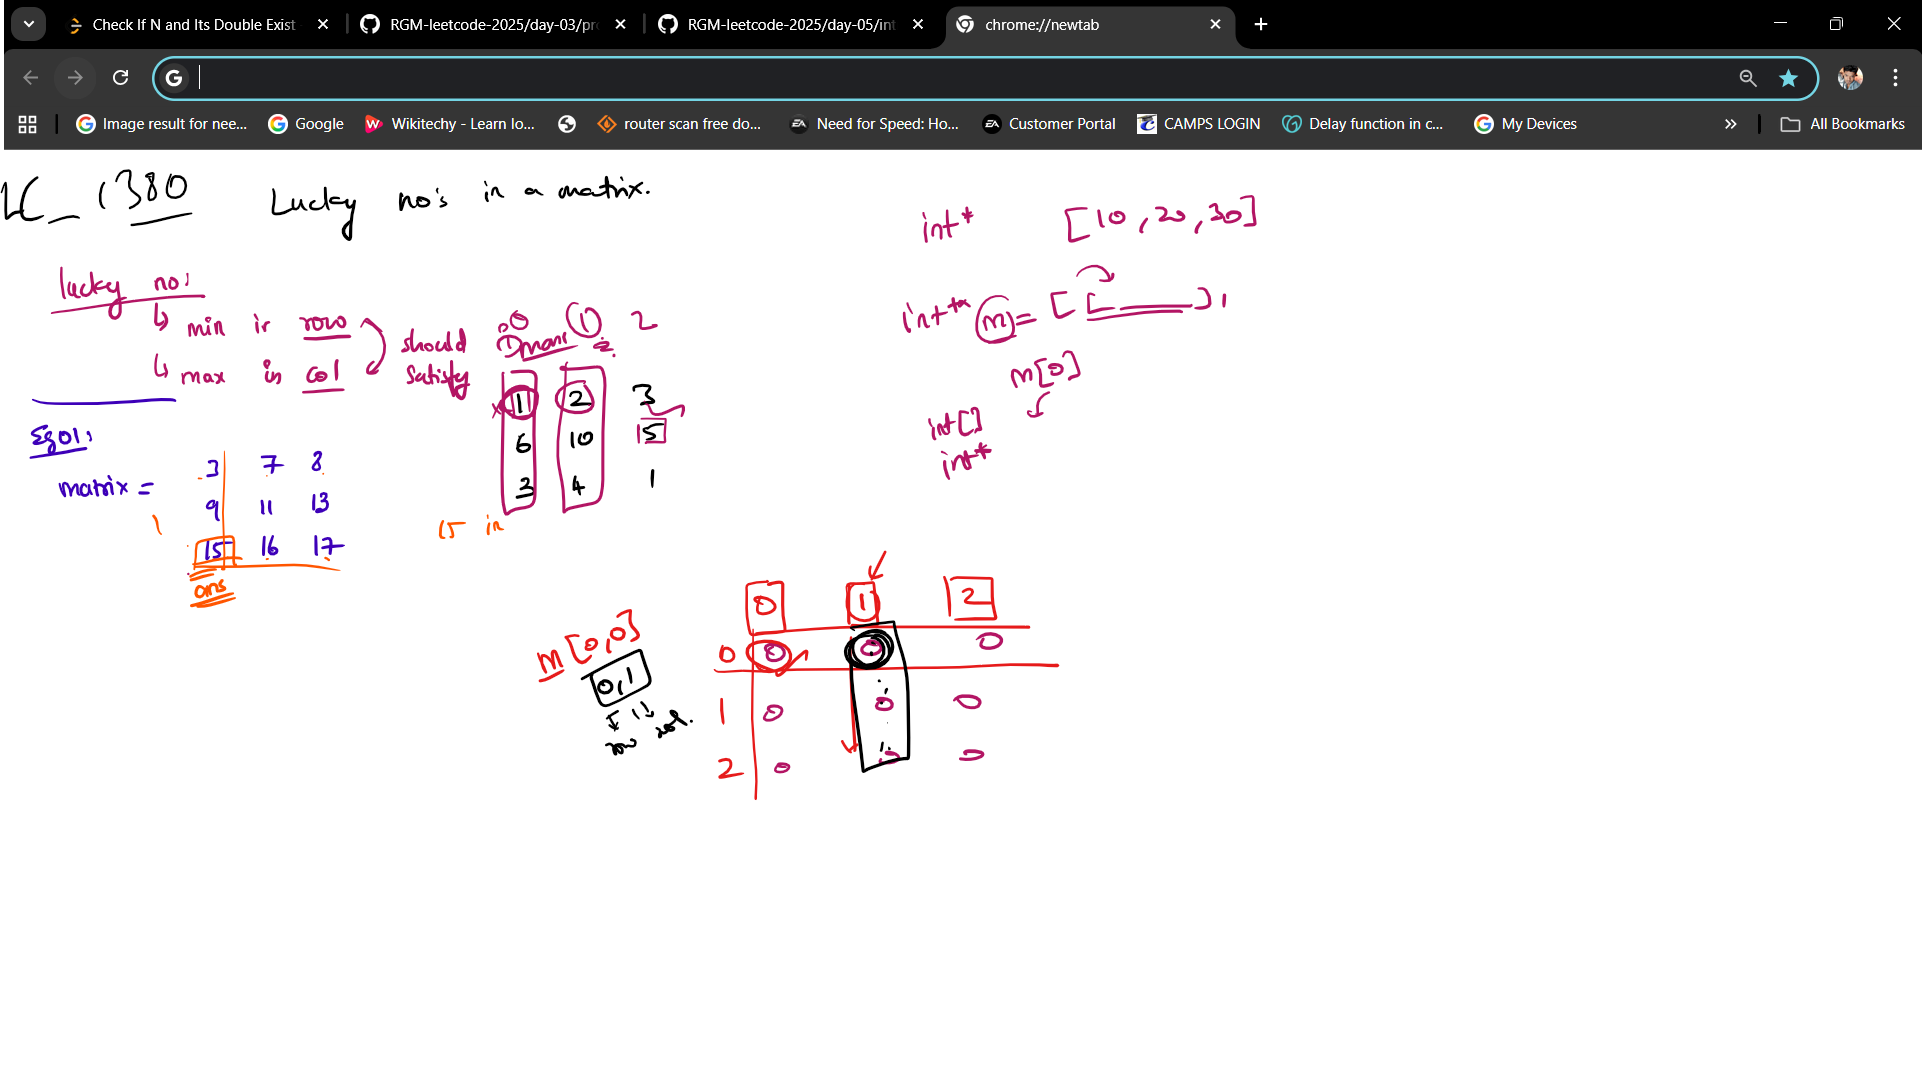 Check If N and Its Double Exist
RGM-leetcode-2025/day-03/pr
RGM-leetcode-2025/day-05/int
chrome://newtab
Image result for nee...
Google
Wikitechy - Learn lo...
router scan free do...
Need for Speed: Ho...
Customer Portal
CAMPS LOGIN
Delay function in c...
My Devices
All Bookmarks
LC_1380 Lucky no's in a matrix.
int* [10,20,30]
lucky no:
min in row
max in col
should satisfy
0 1 2
1 2 3
6 10 15
3 4 1
int** m = [[
m[0]
int[]
int*
Eg01:
matrix =
3 7 8
9 11 13
15 16 17
ans
15 in
m[0,0]
0,1
row col.
0 1 2
0 0 0 0
1 0 0 0
2 0 0 0